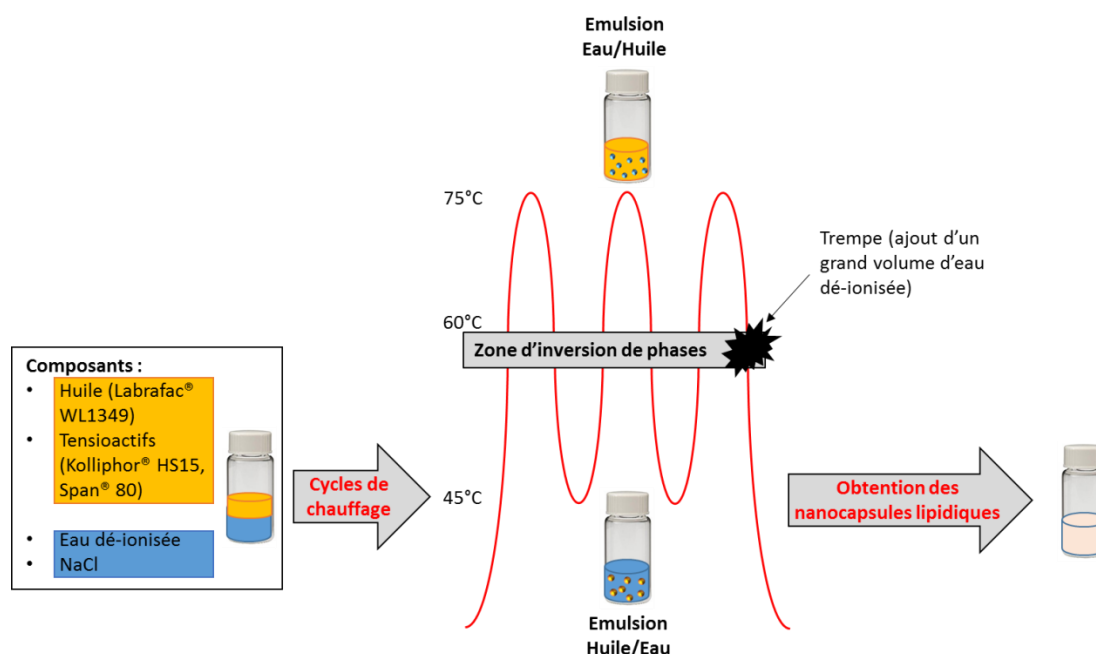 Emulsion
Eau/Huile
75°C
Trempe (ajout d'un
grand volume d'eau
dé-ionisée)
60°C
Zone d'inversion de phases
Composants :
• Huile (Labrafac®
WL1349)
• Tensioactifs
(Kolliphor® HS15,
Span® 80)
• Eau dé-ionisée
• NaCl
Cycles de
chauffage
45°C
Obtention des
nanocapsules lipidiques
Emulsion
Huile/Eau